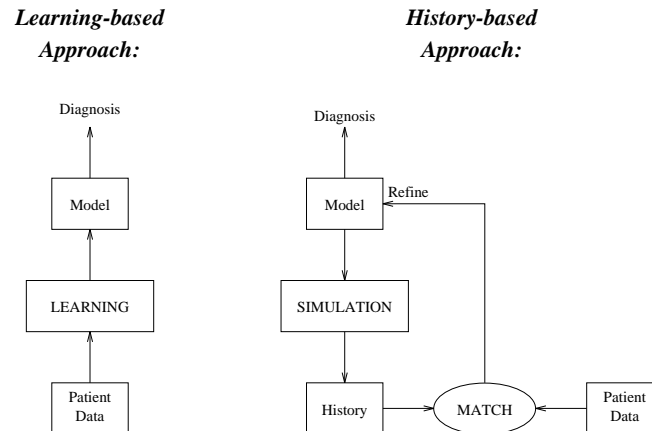 Learning-based
Approach:
Diagnosis
Model
LEARNING
Patient
Data
History-based
Approach:
Diagnosis
Model
Refine
SIMULATION
History
MATCH
Patient
Data